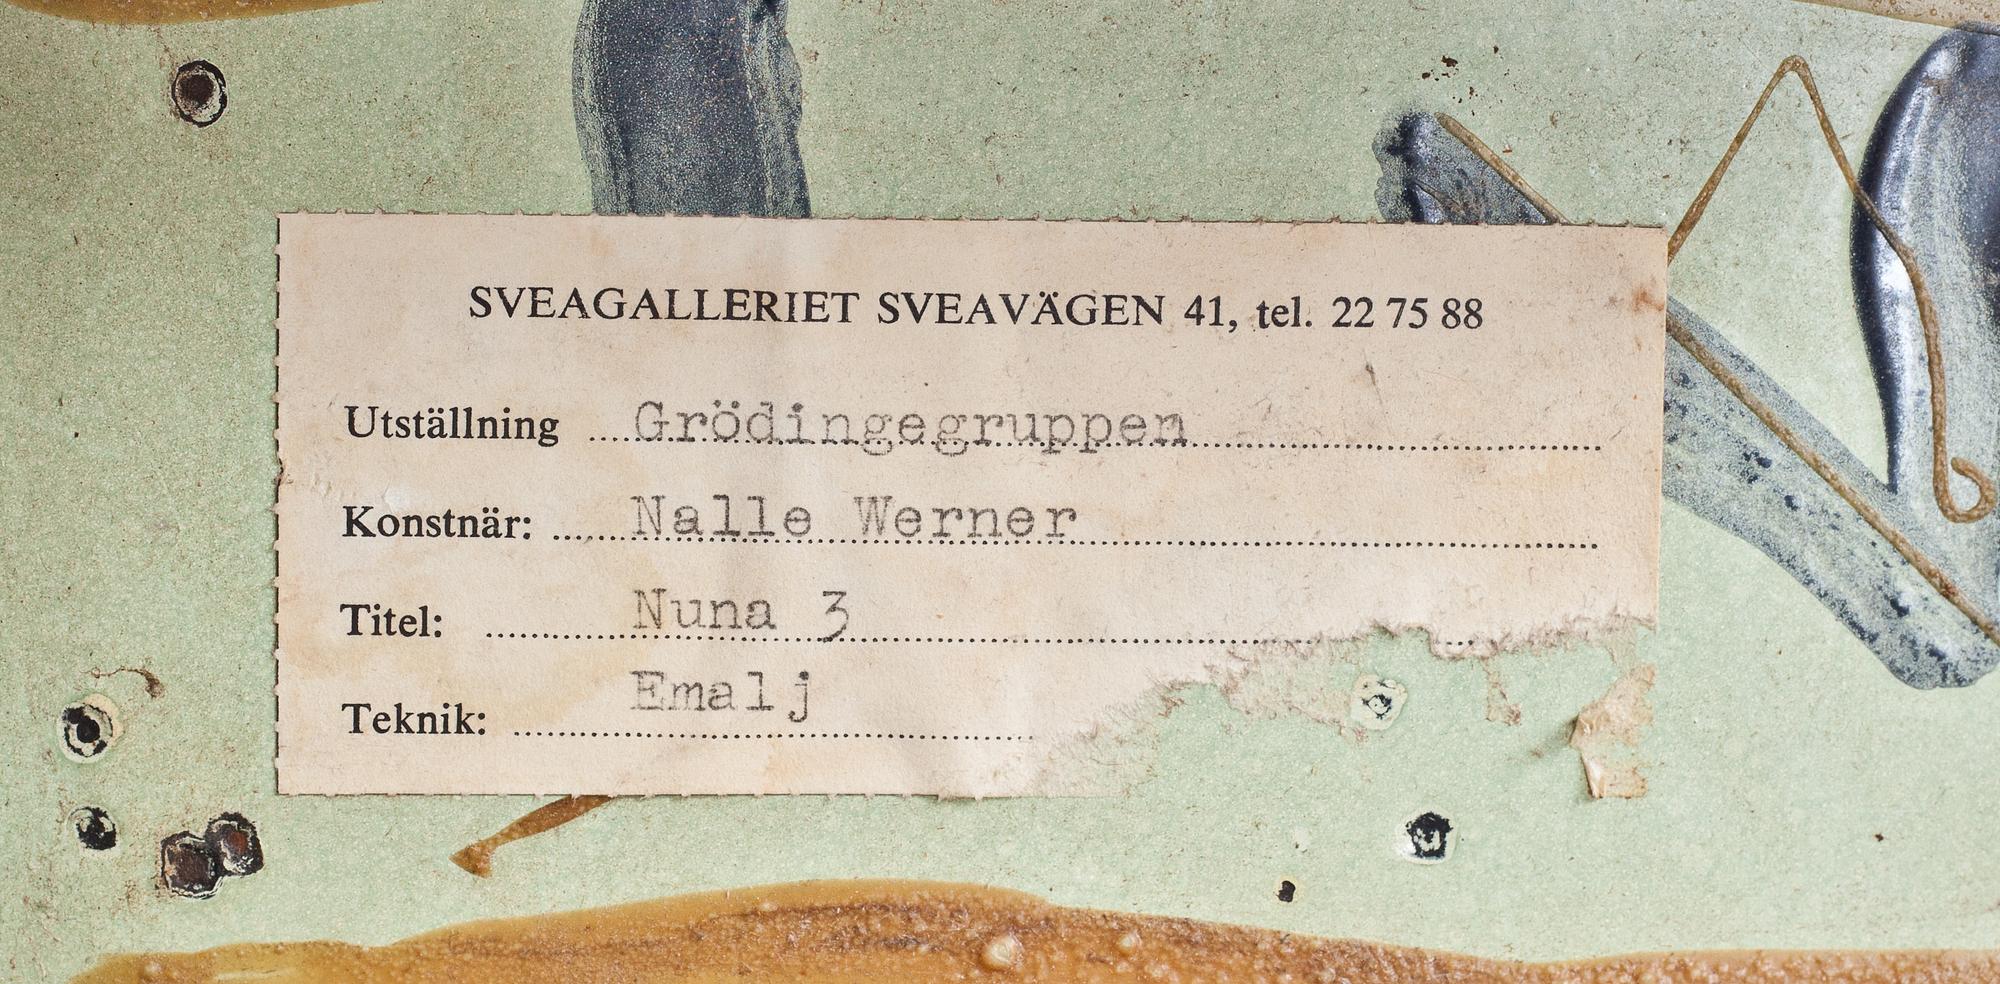 SVEAGALLERIET SVEAVÄGEN 41, tel. 22 75 88
Utställning Grödingegruppen
Konstnär: Nalle Werner
Titel: Nuna 3
Teknik: Emalj